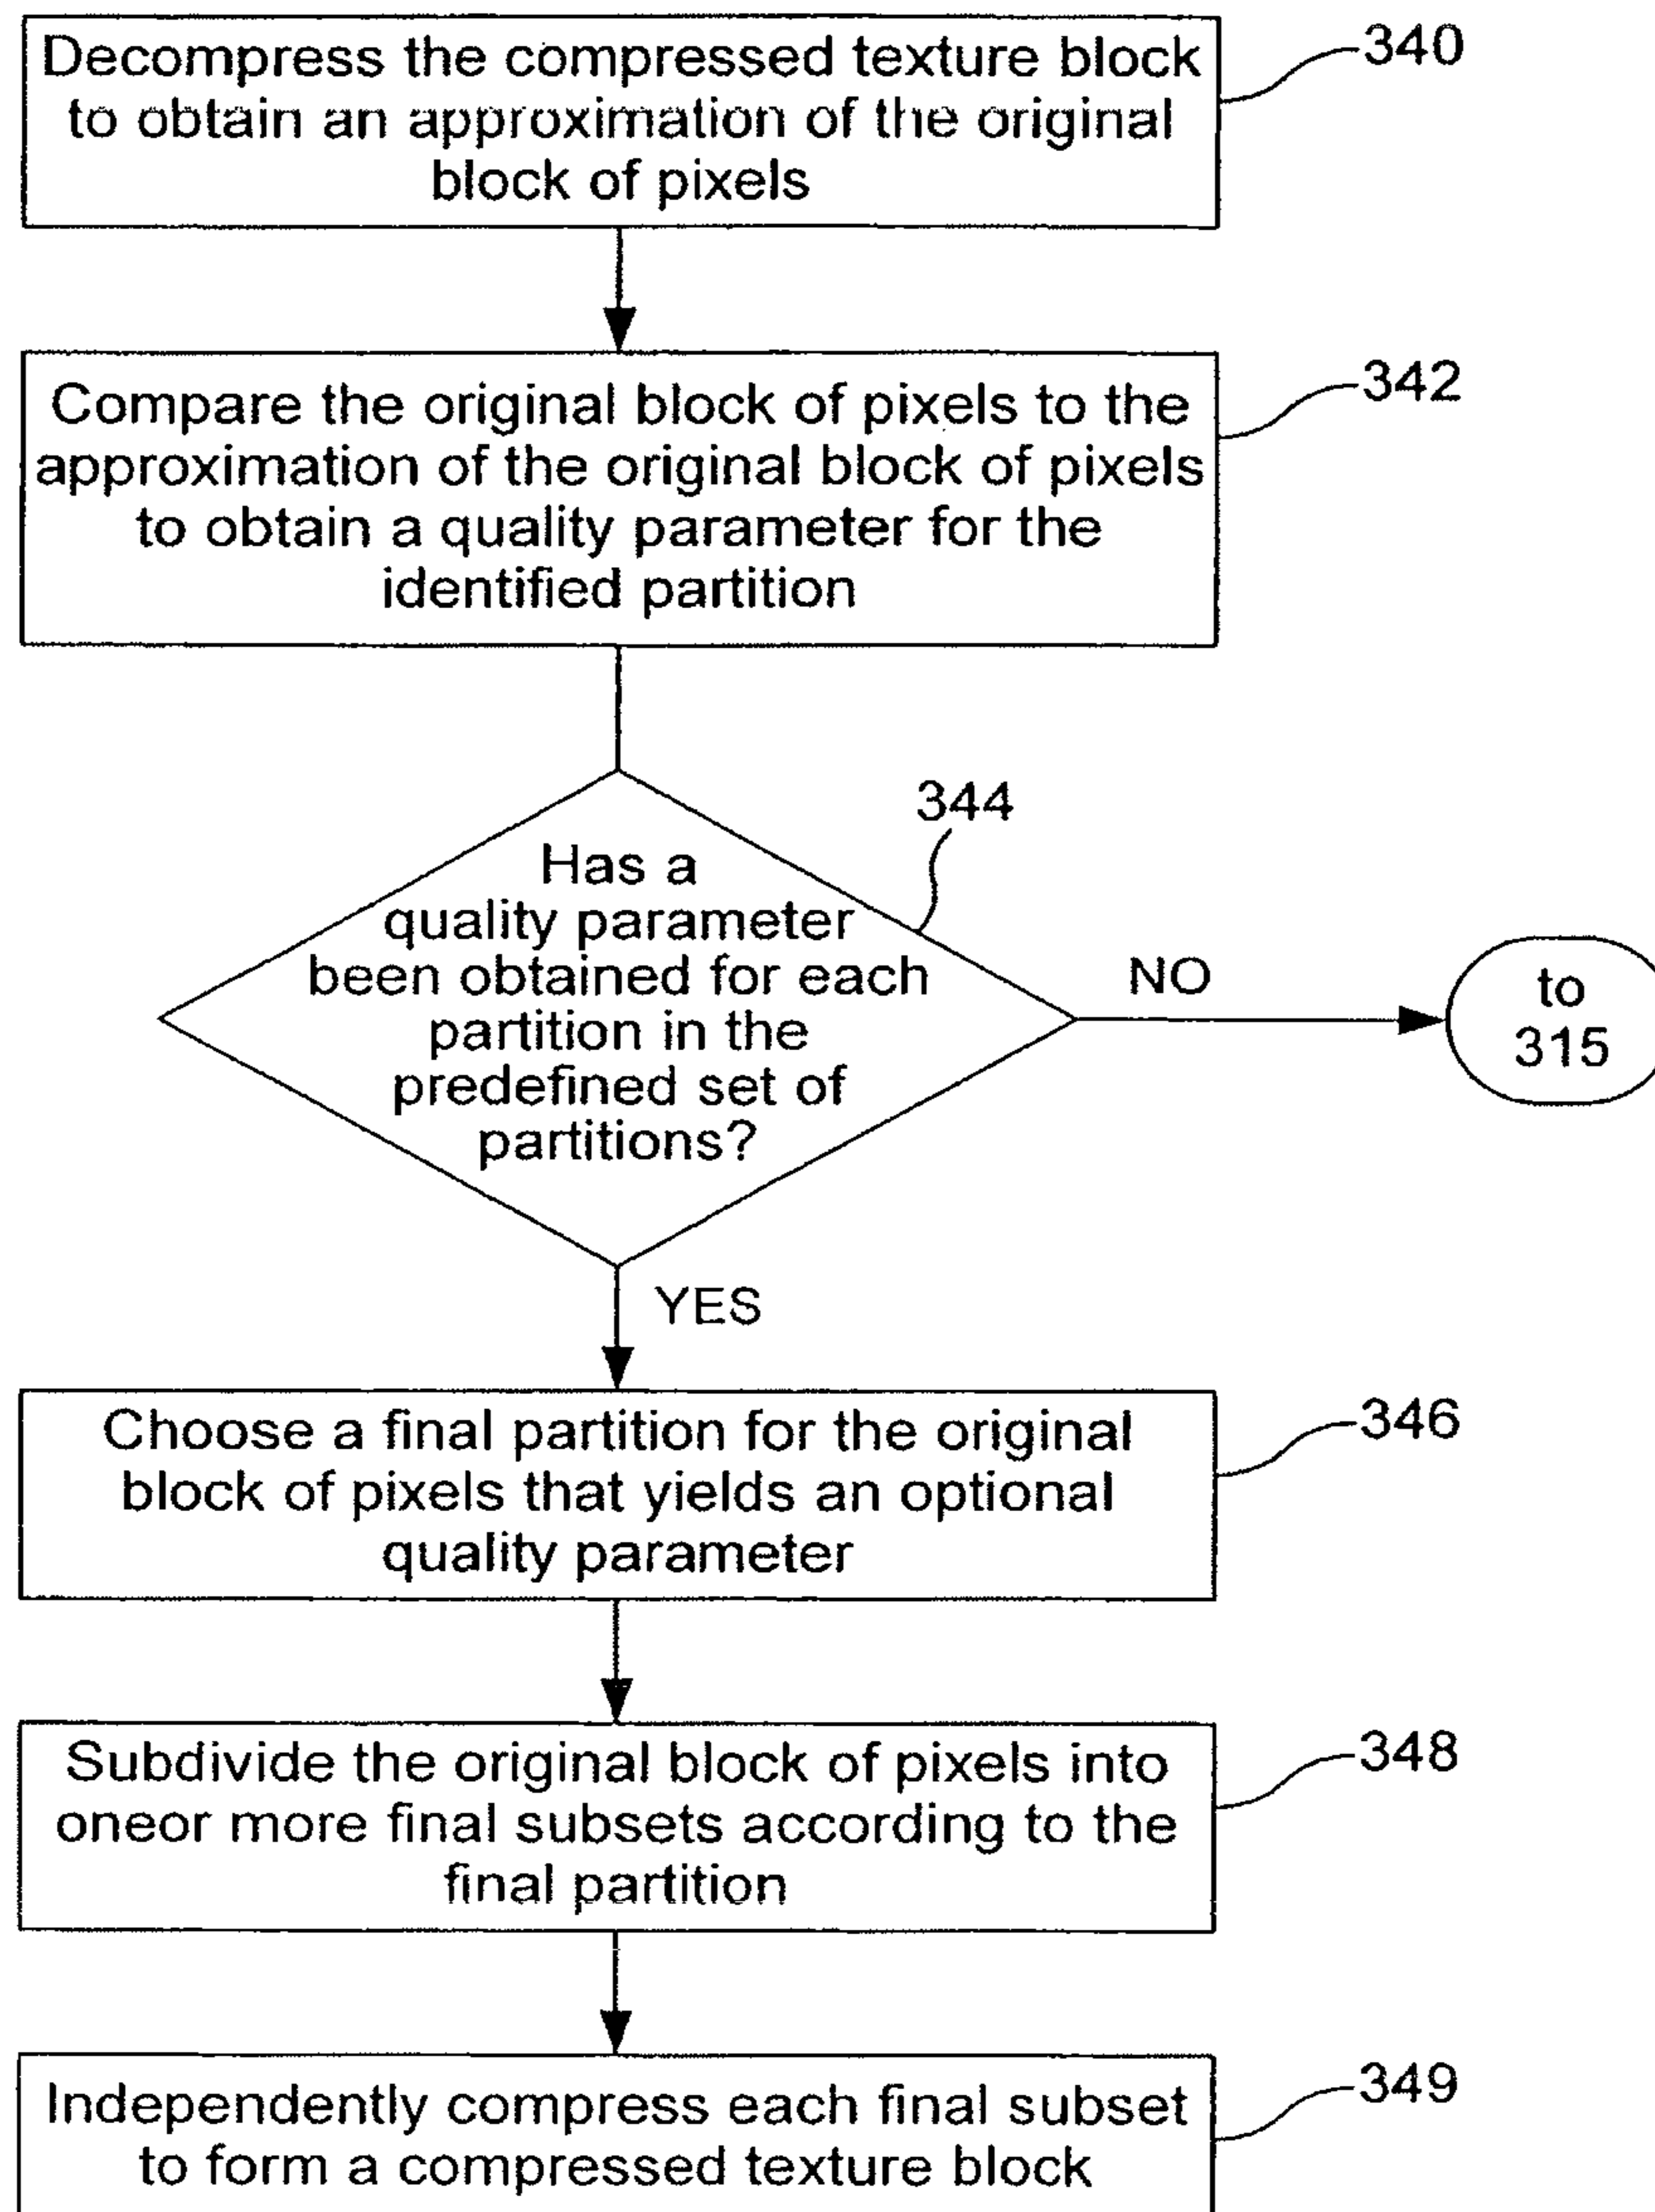 Decompress the compressed texture block
to obtain an approximation of the original
block of pixels
340
Compare the original block of pixels to the
approximation of the original block of pixels
to obtain a quality parameter for the
identified partition
342
344
Has a
quality parameter
been obtained for each
partition in the
predefined set of
partitions?
NO
to
315
YES
Choose a final partition for the original
block of pixels that yields an optional
quality parameter
346
Subdivide the original block of pixels into
oneor more final subsets according to the
final partition
348
Independently compress each final subset
to form a compressed texture block
349